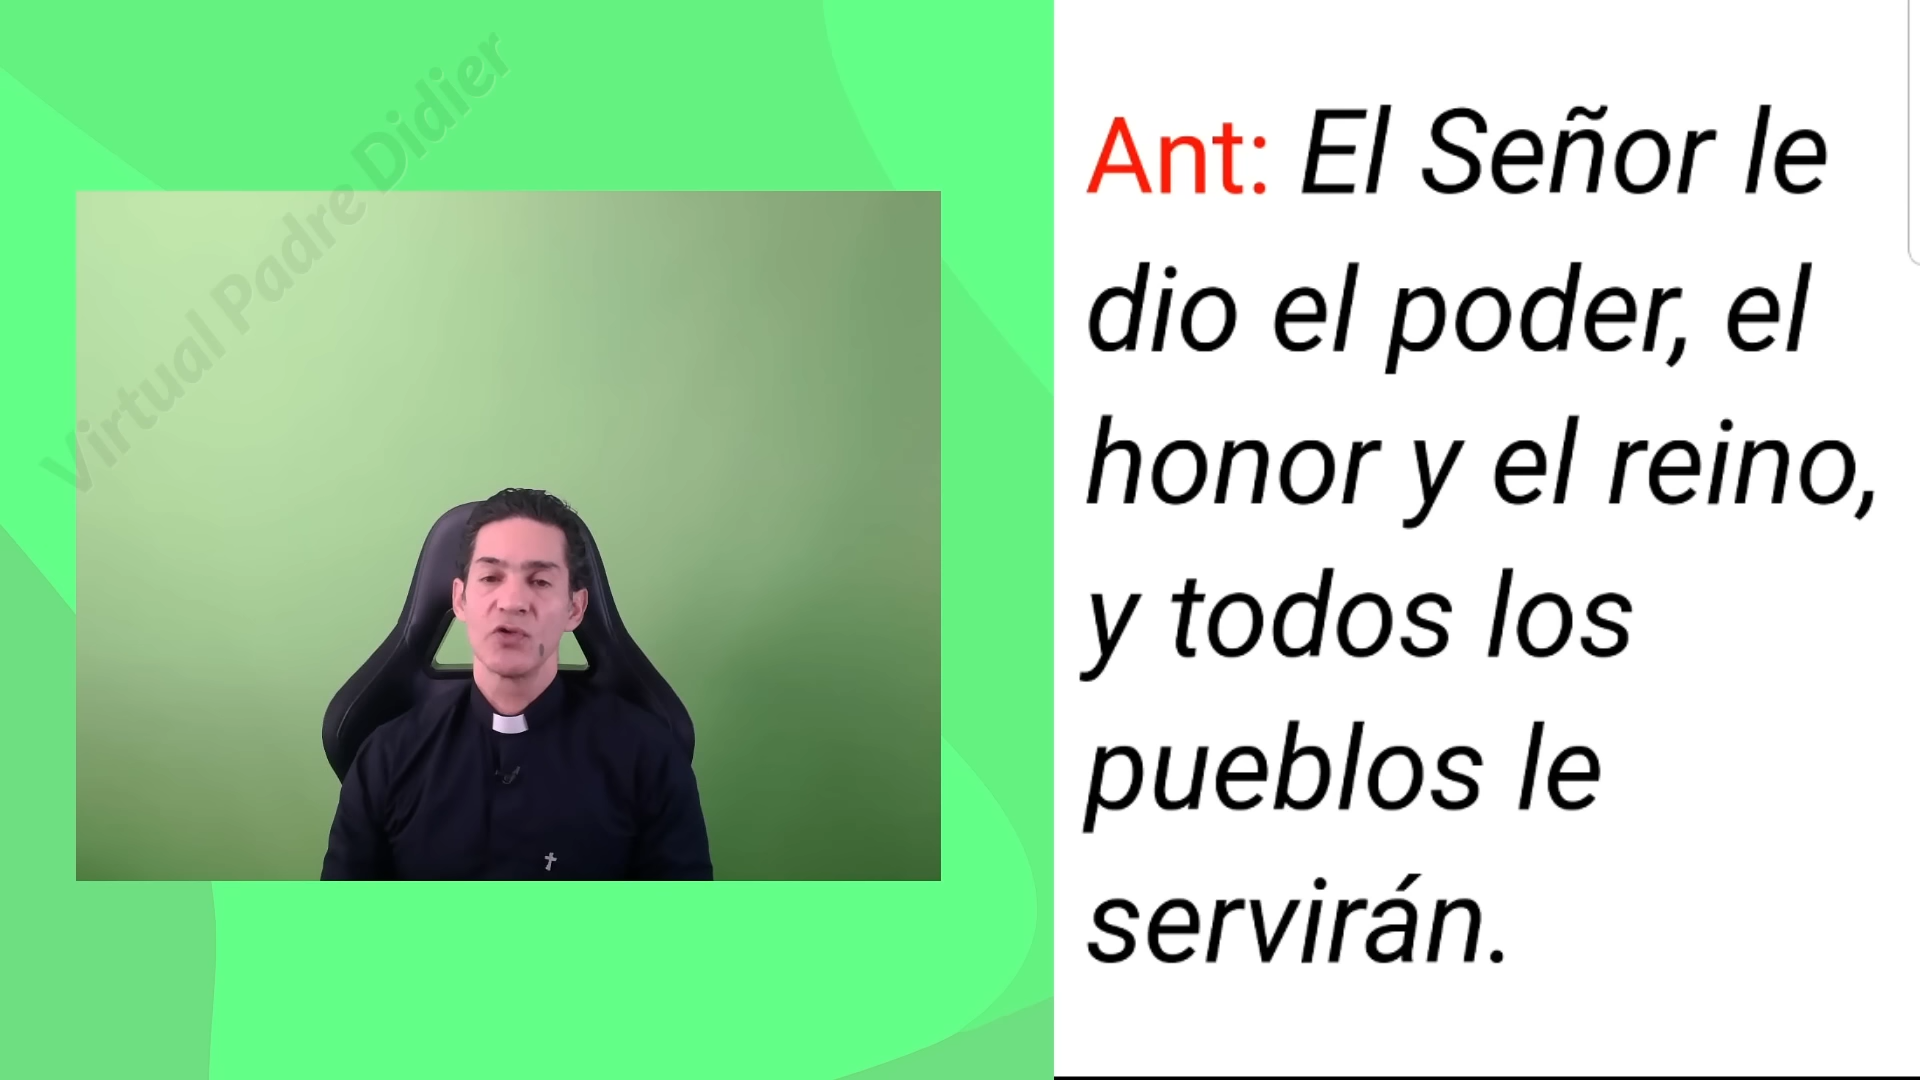 Virtual Padre Didier
Ant: El Señor le
dio el poder, el
honor y el reino,
y todos los
pueblos le
servirán.